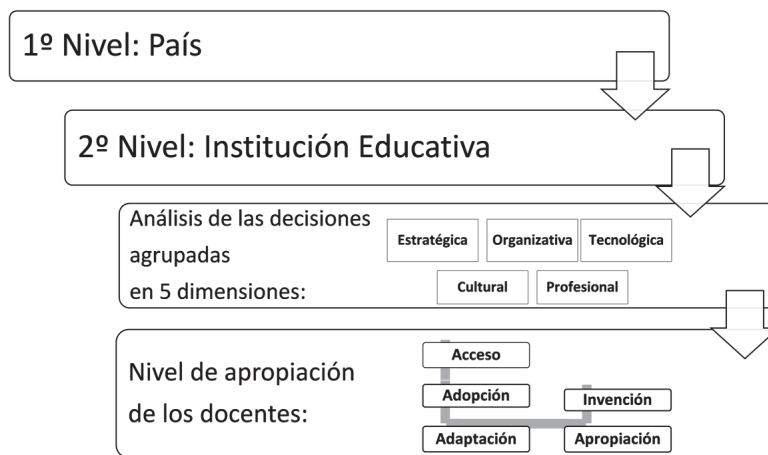 1º Nivel: País
2º Nivel: Institución Educativa
Análisis de las decisiones
agrupadas
en 5 dimensiones:
Estratégica
Organizativa
Tecnológica
Cultural
Profesional
Nivel de apropiación
de los docentes:
Acceso
Adopción
Adaptación
Apropiación
Invención